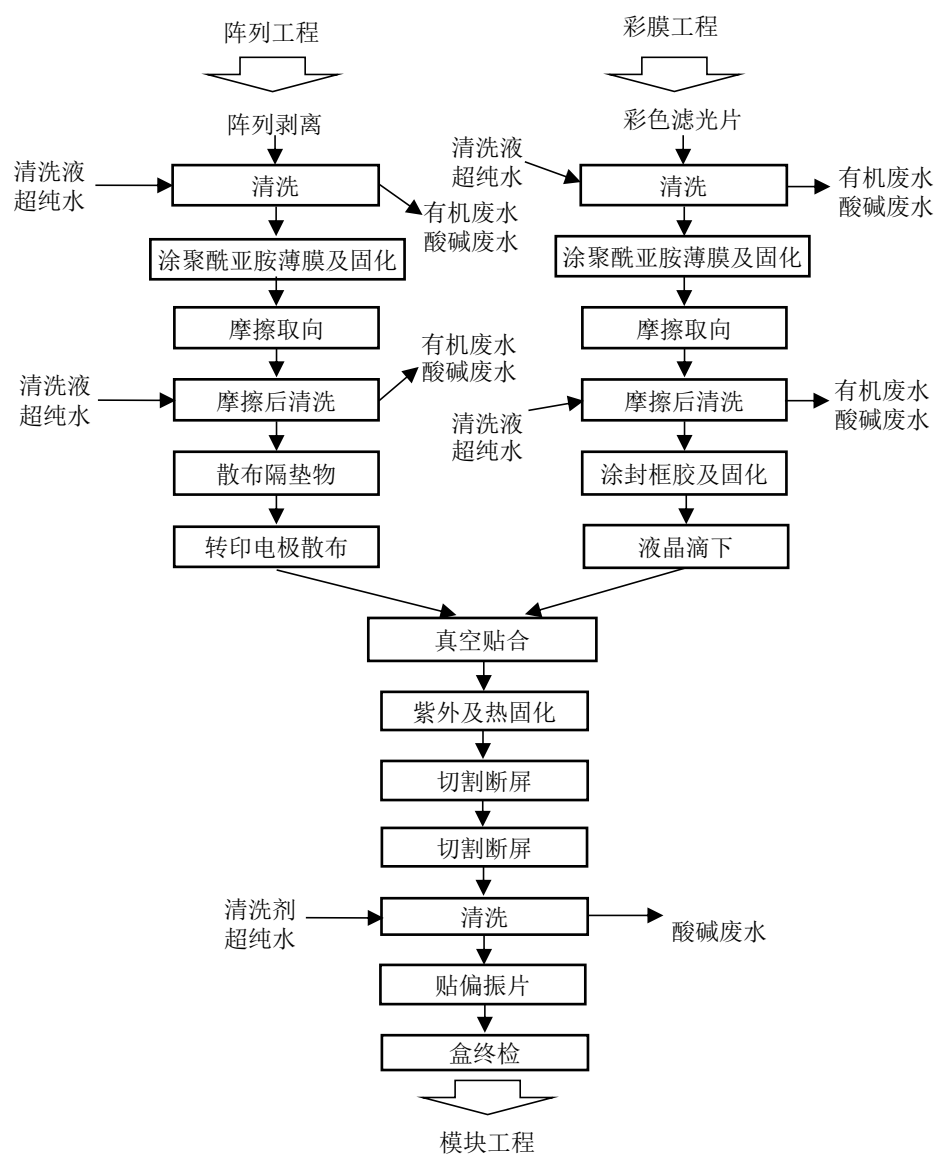 阵列工程
彩膜工程
阵列剥离
彩色滤光片
清洗液
超纯水
清洗
有机废水
酸碱废水
清洗液
超纯水
清洗
有机废水
酸碱废水
涂聚酰亚胺薄膜及固化
涂聚酰亚胺薄膜及固化
摩擦取向
摩擦取向
清洗液
超纯水
摩擦后清洗
有机废水
酸碱废水
清洗液
超纯水
摩擦后清洗
有机废水
酸碱废水
散布隔垫物
涂封框胶及固化
转印电极散布
液晶滴下
真空贴合
紫外及热固化
切割断屏
切割断屏
清洗剂
超纯水
清洗
酸碱废水
贴偏振片
盒终检
模块工程